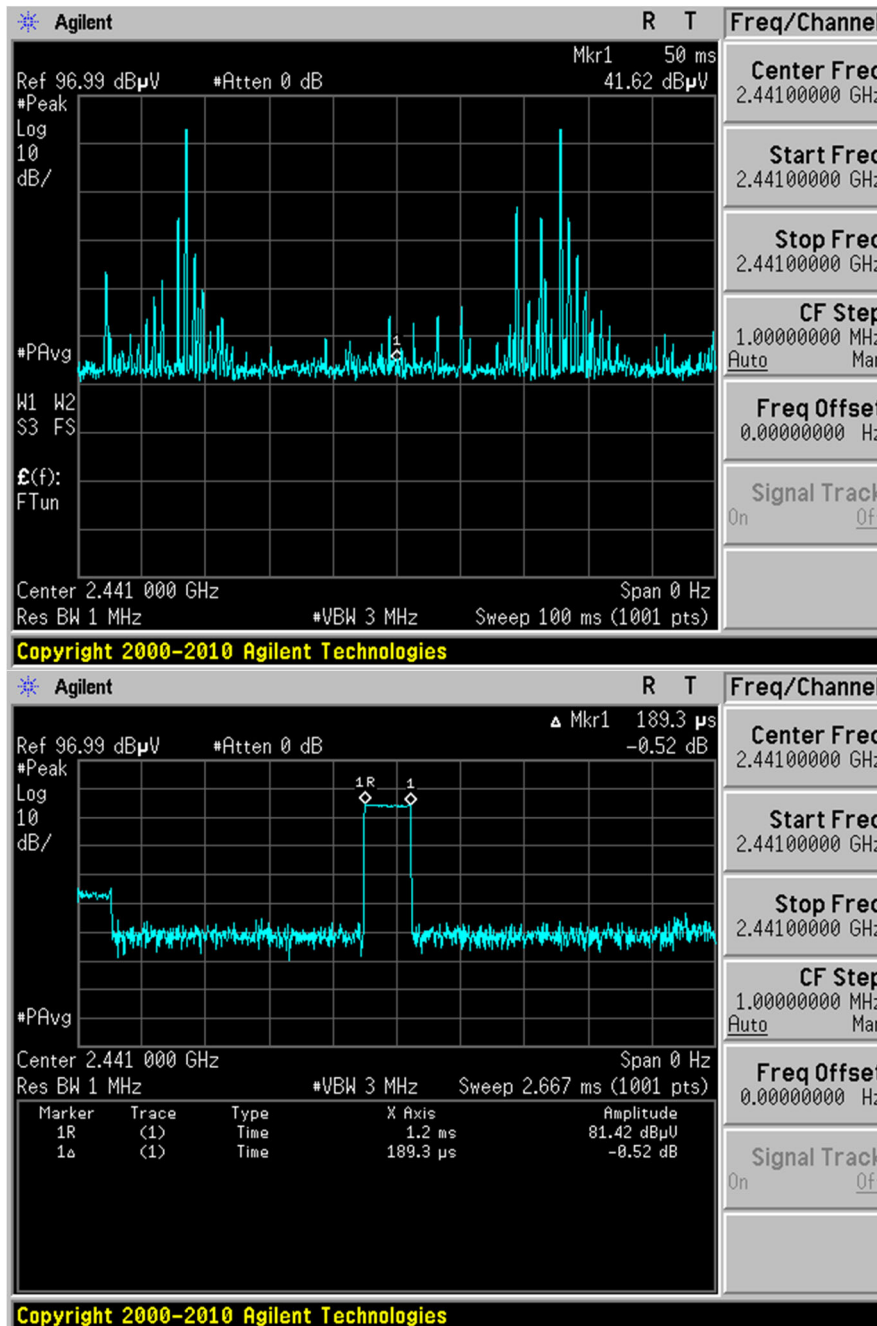 Agilent R T Freq/Channel
Mkr1 50 ms
Ref 96.99 dBµV #Atten 0 dB 41.62 dBµV
#Peak
Log
10
dB/
1
#PAvg
W1 W2
S3 FS
£(f):
FTun
Center 2.441 000 GHz Span 0 Hz
Res BW 1 MHz #VBW 3 MHz Sweep 100 ms (1001 pts)
Copyright 2000-2010 Agilent Technologies
Center Freq
2.44100000 GHz
Start Freq
2.44100000 GHz
Stop Freq
2.44100000 GHz
CF Step
1.00000000 MHz
Auto Man
Freq Offset
0.00000000 Hz
Signal Track
On Off
Agilent R T Freq/Channel
Δ Mkr1 189.3 µs
Ref 96.99 dBµV #Atten 0 dB -0.52 dB
#Peak
Log
10
dB/
1R 1
#PAvg
Center 2.441 000 GHz Span 0 Hz
Res BW 1 MHz #VBW 3 MHz Sweep 2.667 ms (1001 pts)
Marker Trace Type X Axis Amplitude
1R (1) Time 1.2 ms 81.42 dBµV
1Δ (1) Time 189.3 µs -0.52 dB
Copyright 2000-2010 Agilent Technologies
Center Freq
2.44100000 GHz
Start Freq
2.44100000 GHz
Stop Freq
2.44100000 GHz
CF Step
1.00000000 MHz
Auto Man
Freq Offset
0.00000000 Hz
Signal Track
On Off